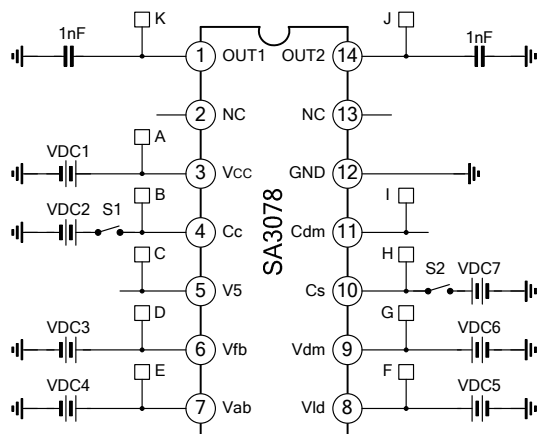 K J
1nF 1nF
1 OUT1 OUT2 14
2 NC NC 13
A
VDC1
3 Vcc GND 12
B I
VDC2 S1
4 Cc Cdm 11
C H
S2 VDC7
5 V5 Cs 10
D G
VDC3 VDC6
6 Vfb Vdm 9
E F
VDC4 VDC5
7 Vab Vld 8
SA3078